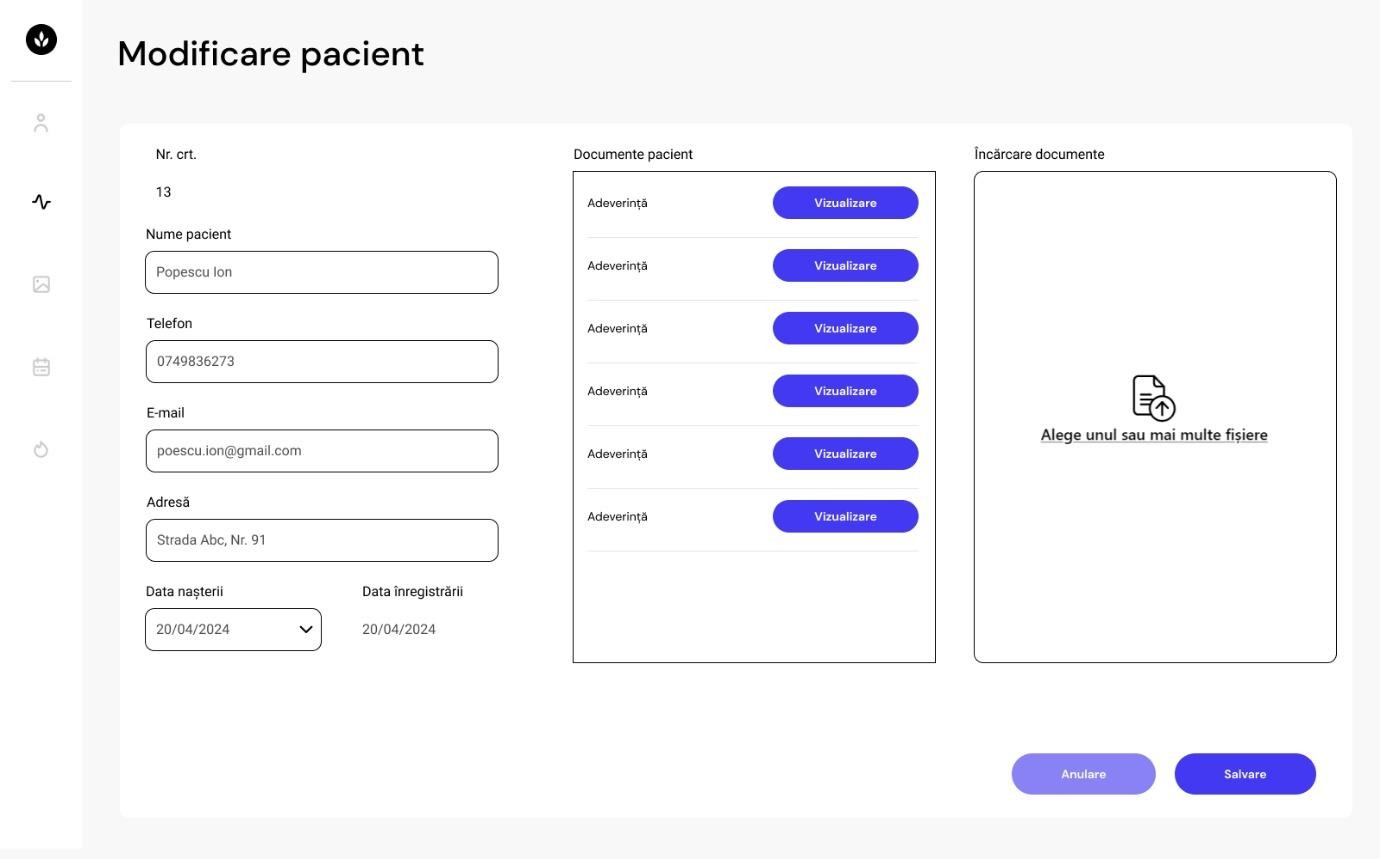 Modificare pacient
Nr. crt.
13
Nume pacient
Popescu Ion
Telefon
0749836273
E-mail
poescu.ion@gmail.com
Adresă
Strada Abc, Nr. 91
Data nașterii
20/04/2024
Data înregistrării
20/04/2024
Documente pacient
Adeverință Vizualizare
Adeverință Vizualizare
Adeverință Vizualizare
Adeverință Vizualizare
Adeverință Vizualizare
Adeverință Vizualizare
Încărcare documente
Alege unul sau mai multe fișiere
Anulare Salvare